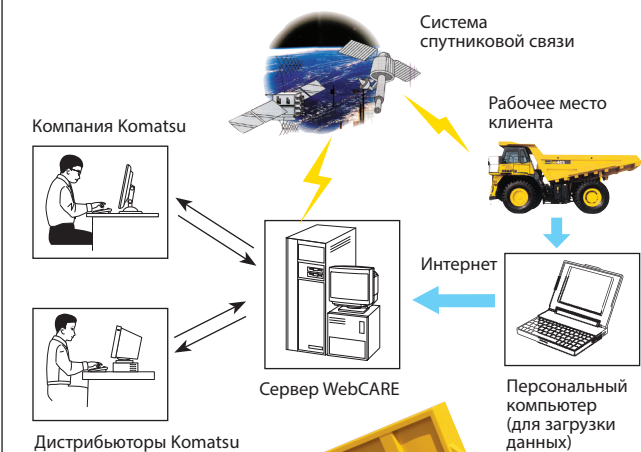 Система
спутниковой связи
Рабочее место
клиента
Компания Komatsu
Интернет
Сервер WebCARE
Персональный
компьютер
(для загрузки
данных)
Дистрибьюторы Komatsu